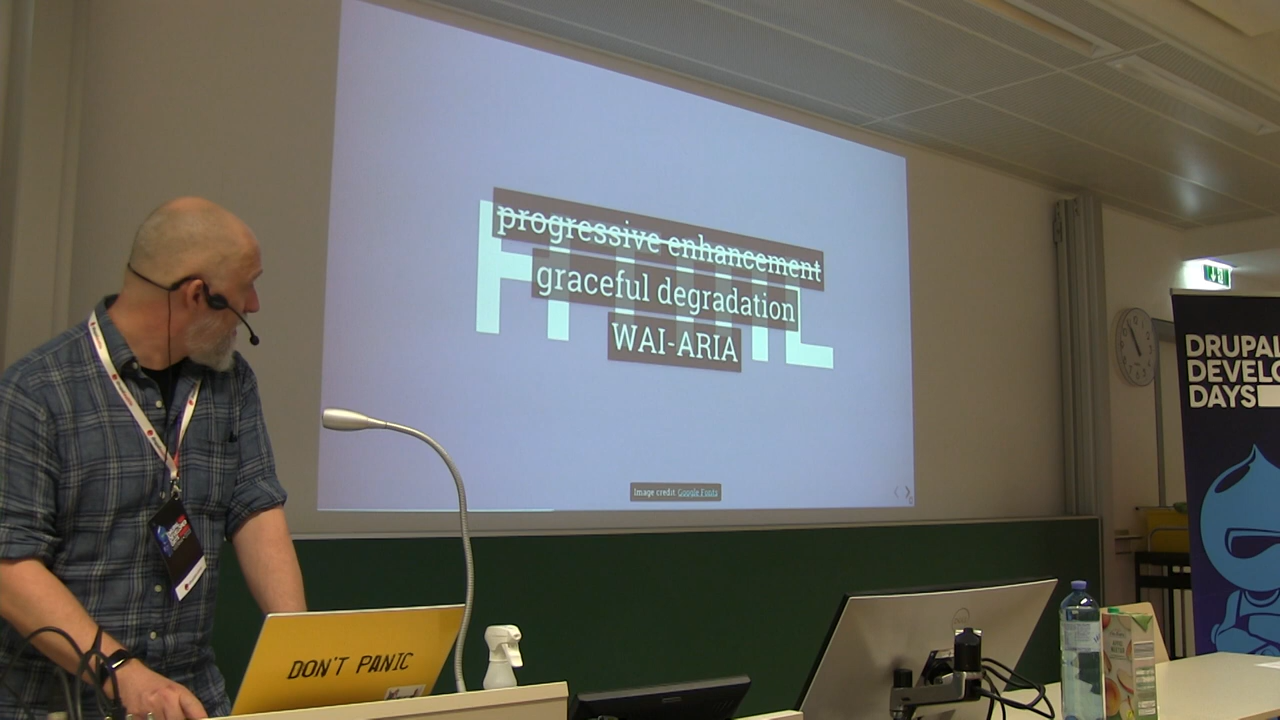 progressive enhancement
graceful degradation
WAI-ARIA
HTML
Image credit Google Fonts
DRUPAL
DEVELO
DAYS
DON'T PANIC